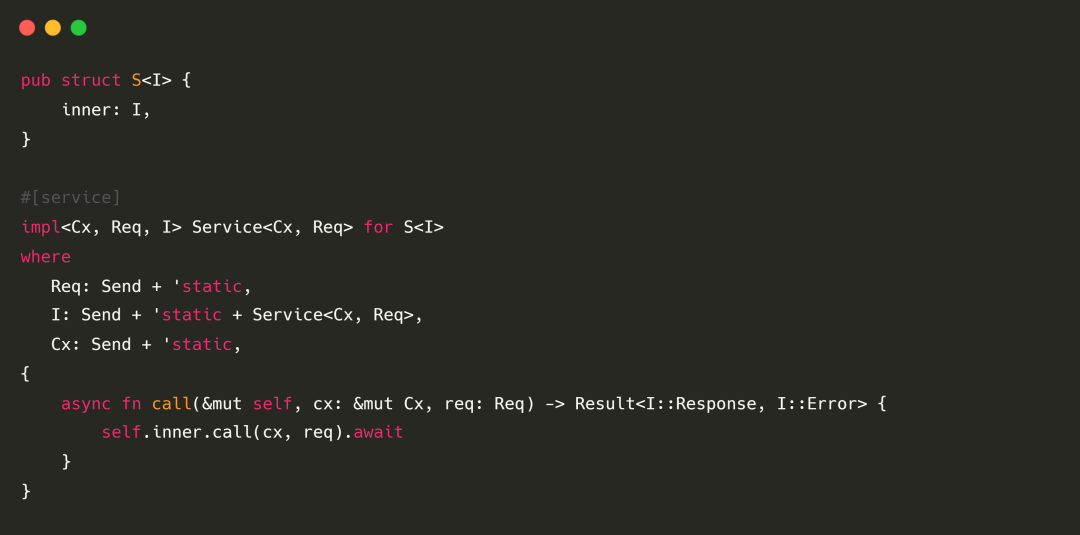 pub struct S<I> {
    inner: I,
}

#[service]
impl<Cx, Req, I> Service<Cx, Req> for S<I>
where
   Req: Send + 'static,
   I: Send + 'static + Service<Cx, Req>,
   Cx: Send + 'static,
{
    async fn call(&mut self, cx: &mut Cx, req: Req) -> Result<I::Response, I::Error> {
        self.inner.call(cx, req).await
    }
}